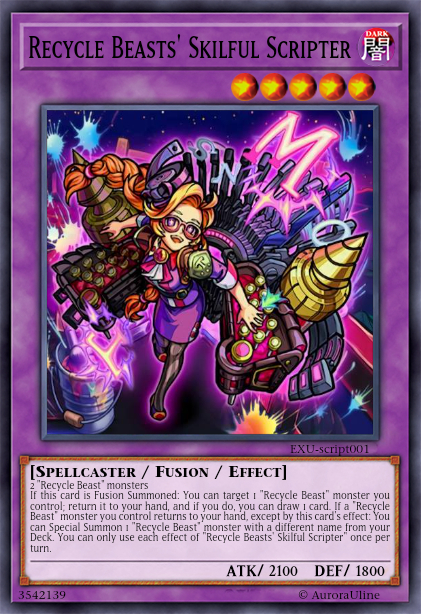 Recycle Beasts' Skilful Scripter
DARK
闇
M
EXU-script001
[Spellcaster / Fusion / Effect]
2 "Recycle Beast" monsters
If this card is Fusion Summoned: You can target 1 "Recycle Beast" monster you
control; return it to your hand, and if you do, you can draw 1 card. If a "Recycle
Beast" monster you control returns to your hand, except by this card's effect: You
can Special Summon 1 "Recycle Beast" monster with a different name from your
Deck. You can only use each effect of "Recycle Beasts' Skilful Scripter" once per
turn.
ATK/ 2100 DEF/ 1800
3542139
© AuroraUline